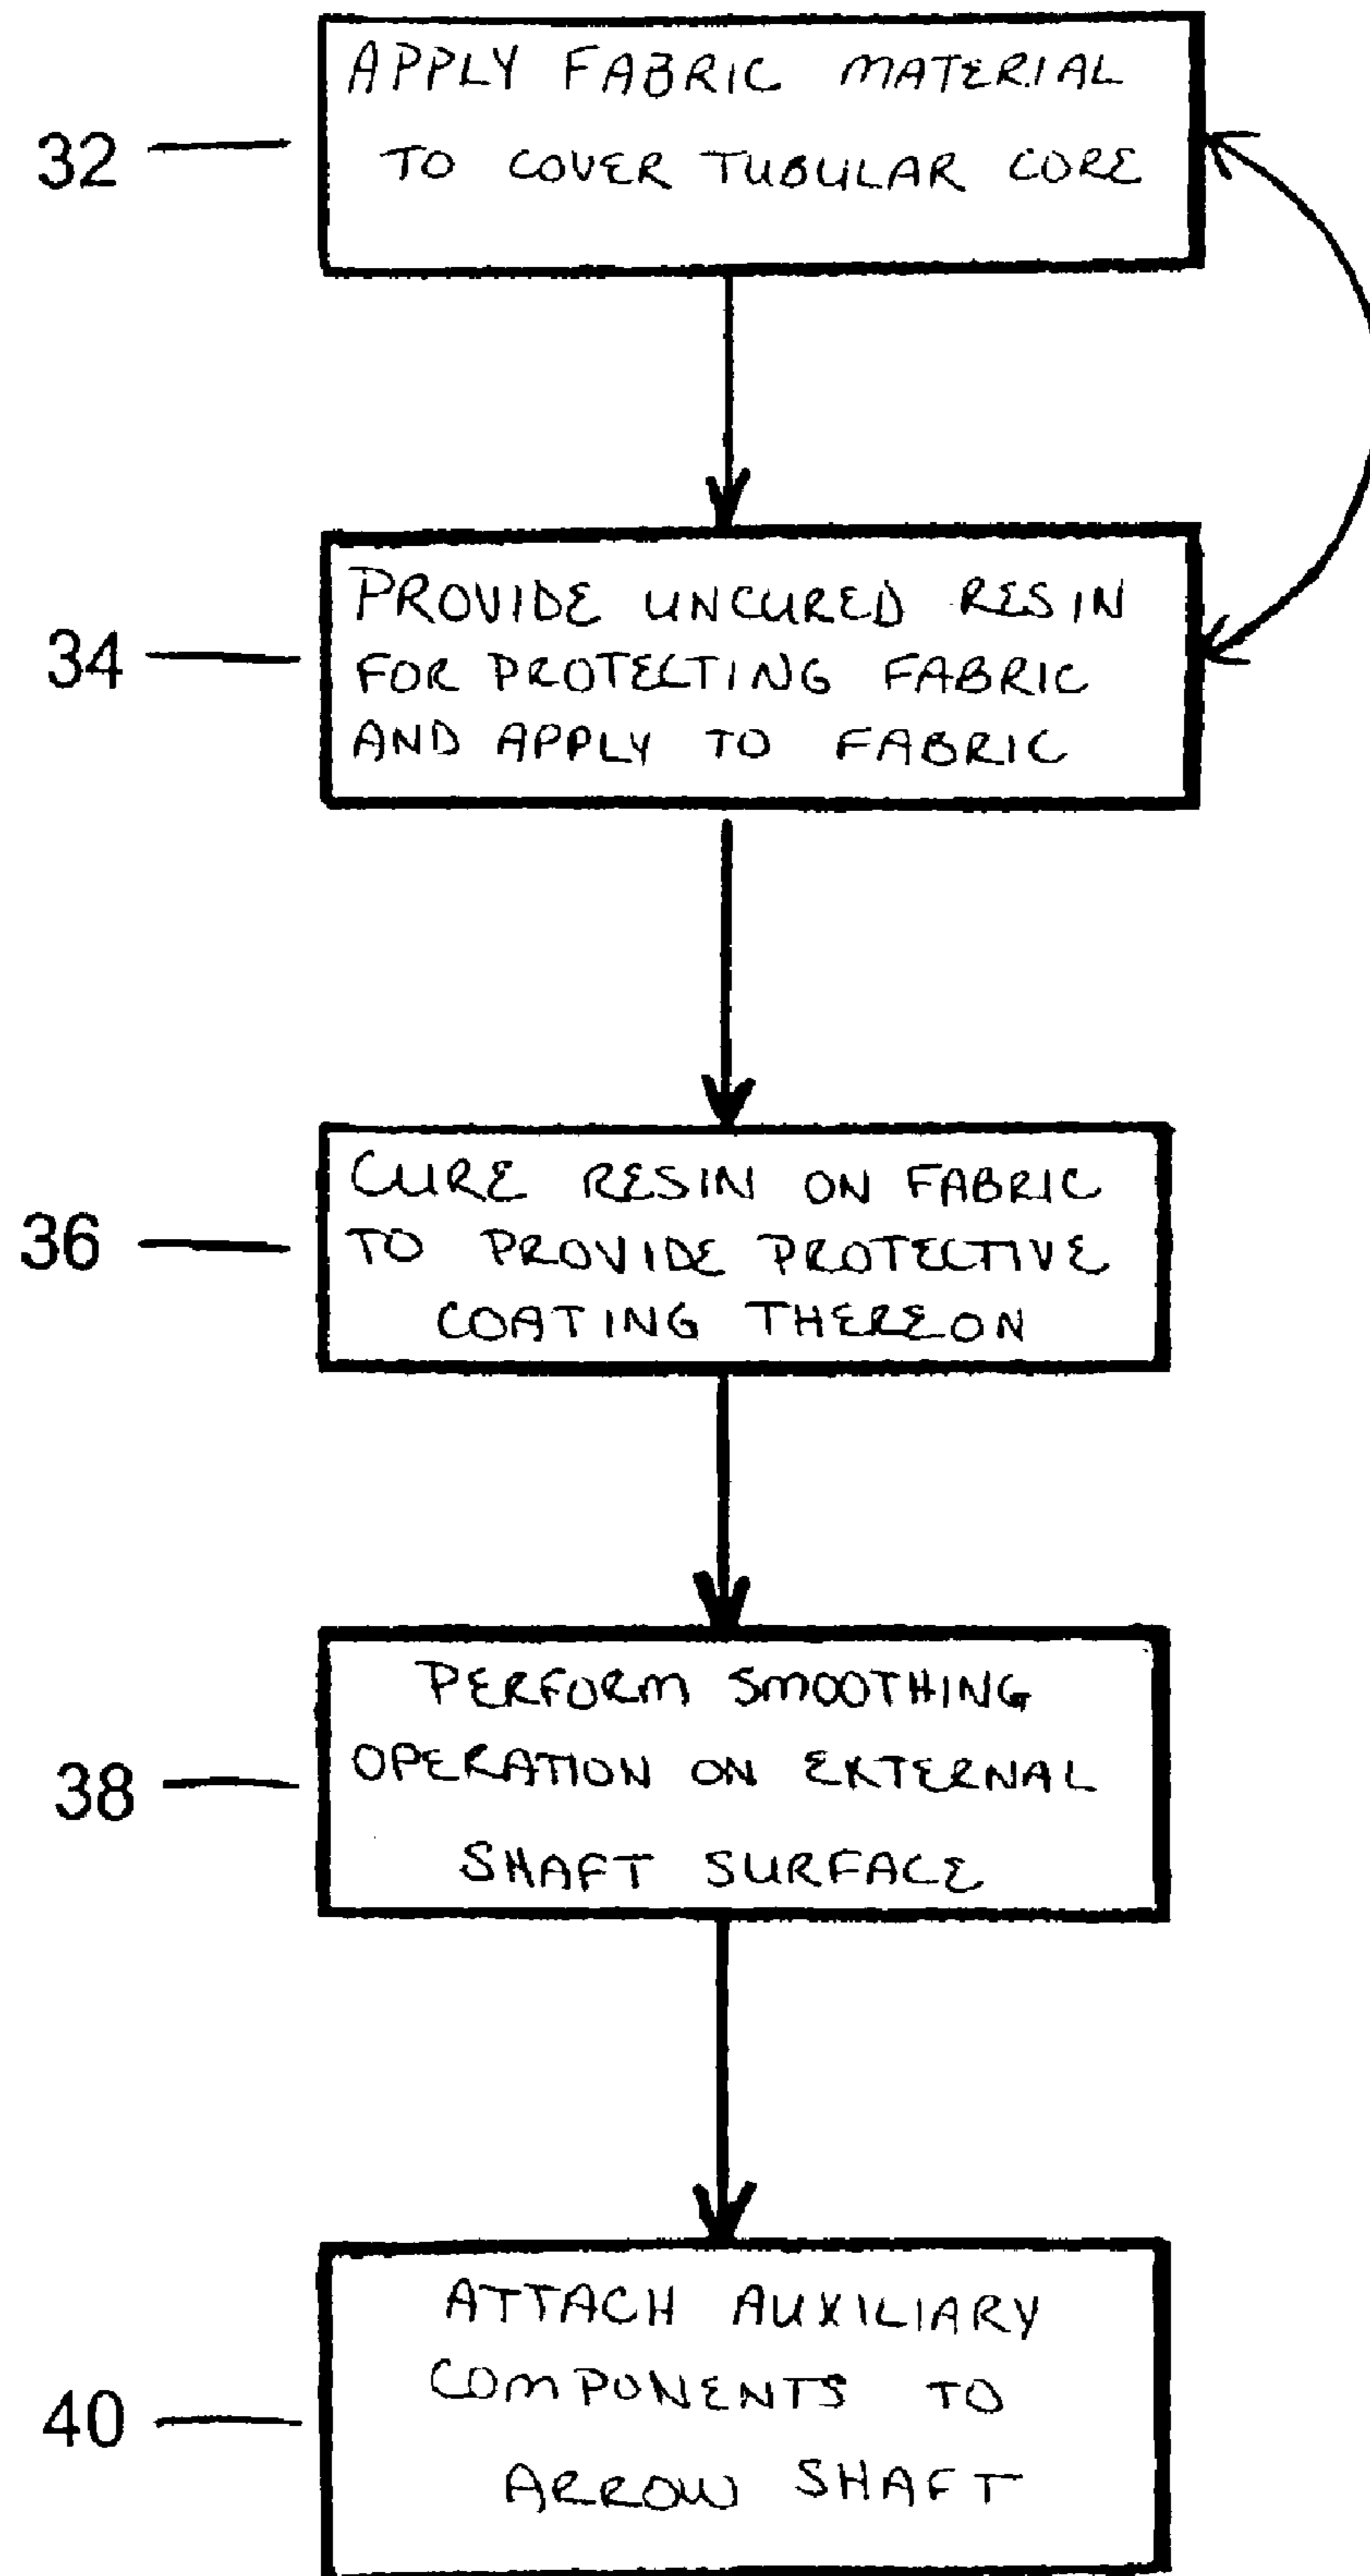 APPLY FABRIC MATERIAL
32
TO COVER TUBULAR CORE
PROVIDE UNCURED RESIN
34
FOR PROTECTING FABRIC
AND APPLY TO FABRIC
CURE RESIN ON FABRIC
36
TO PROVIDE PROTECTIVE
COATING THEREON
PERFORM SMOOTHING
38
OPERATION ON EXTERNAL
SHAFT SURFACE
ATTACH AUXILIARY
40
COMPONENTS TO
ARROW SHAFT